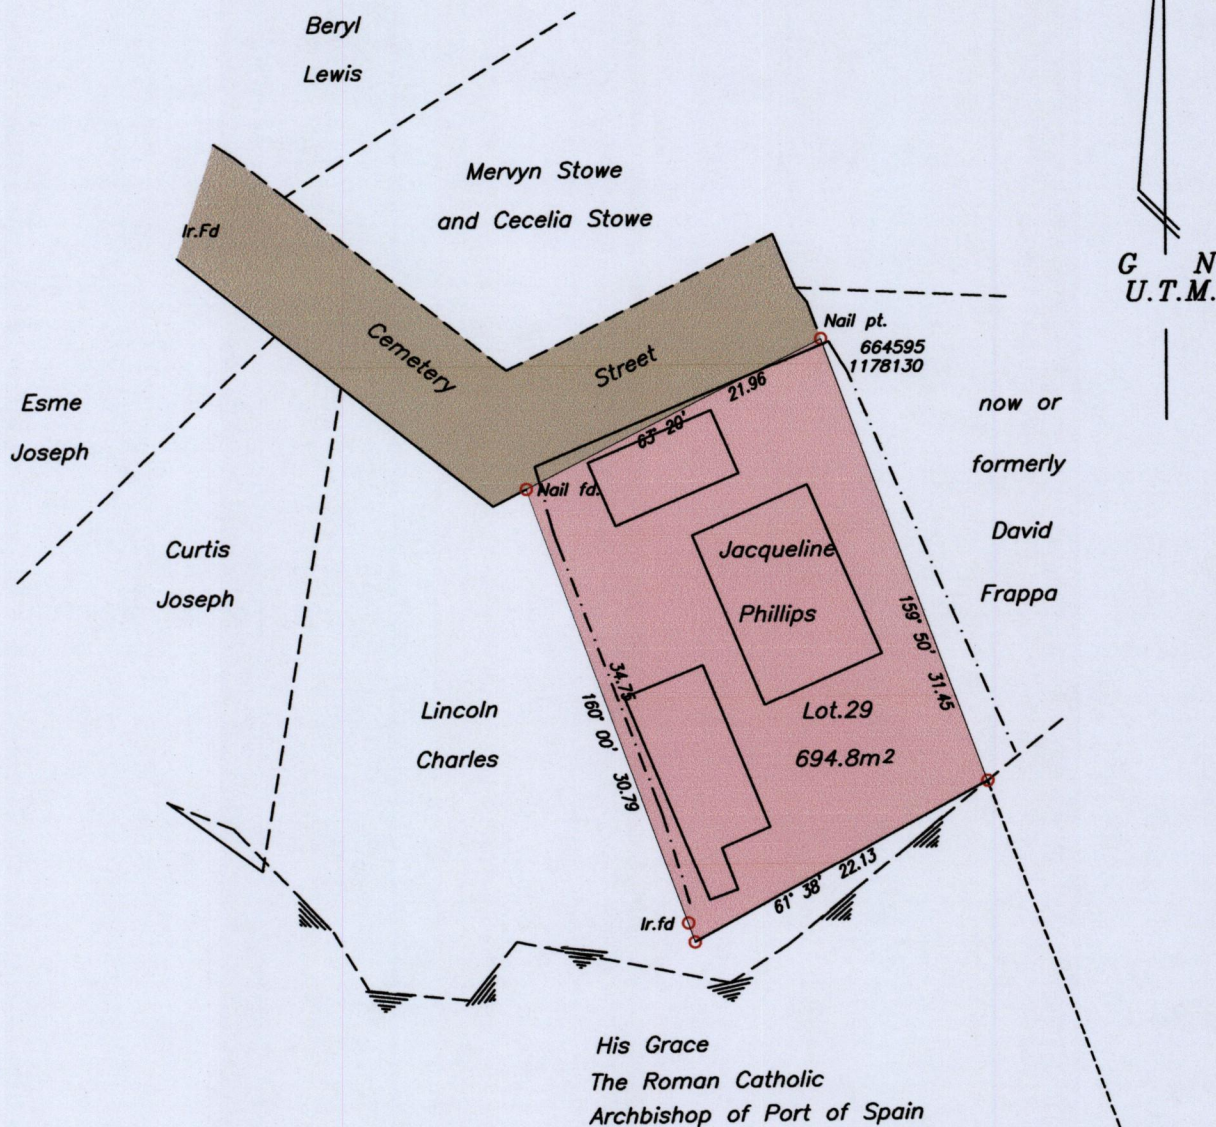 Beryl
Lewis
Mervyn Stowe
and Cecelia Stowe
Ir.Fd
G N
U.T.M.
Cemetery Street
Nail pt.
664595
1178130
21.96
63° 20'
Esme
Joseph
now or
formerly
David
Frappa
Nail fd.
Curtis
Joseph
Jacqueline
Phillips
159° 50' 31.45
34.75
160° 00' 30.79
Lincoln
Charles
Lot.29
694.8m2
61° 38' 22.13
Ir.fd
His Grace
The Roman Catholic
Archbishop of Port of Spain